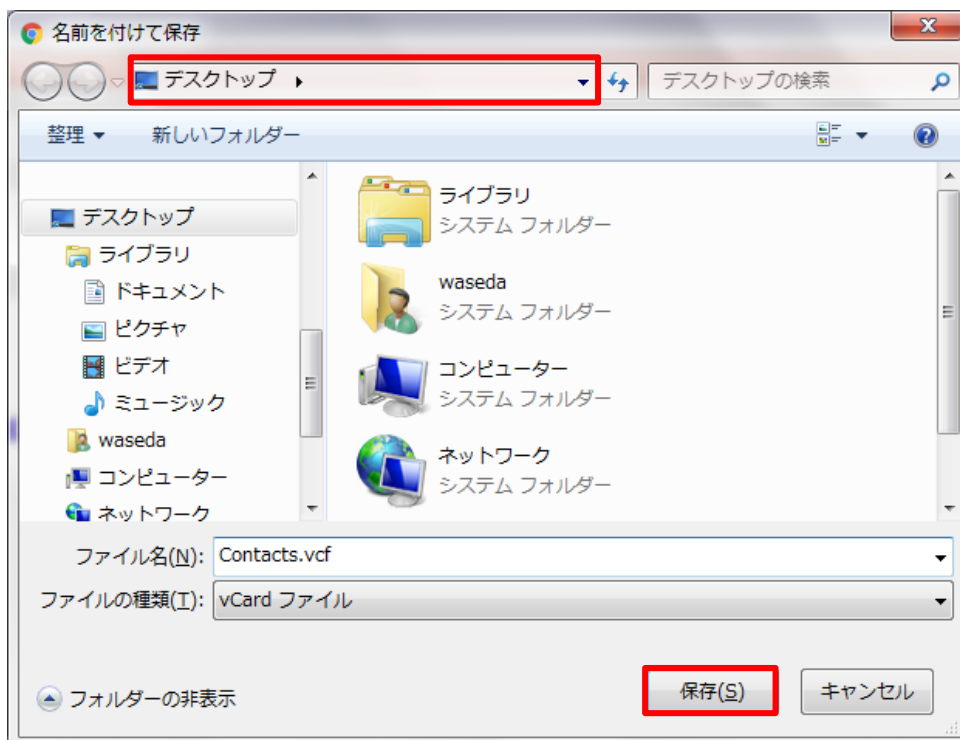 名前を付けて保存
デスクトップ
デスクトップの検索
整理
新しいフォルダー
デスクトップ
ライブラリ
ドキュメント
ピクチャ
ビデオ
ミュージック
waseda
コンピューター
ネットワーク
ライブラリ
システム フォルダー
waseda
システム フォルダー
コンピューター
システム フォルダー
ネットワーク
システム フォルダー
ファイル名(N): Contacts.vcf
ファイルの種類(T): vCard ファイル
フォルダーの非表示
保存(S)
キャンセル